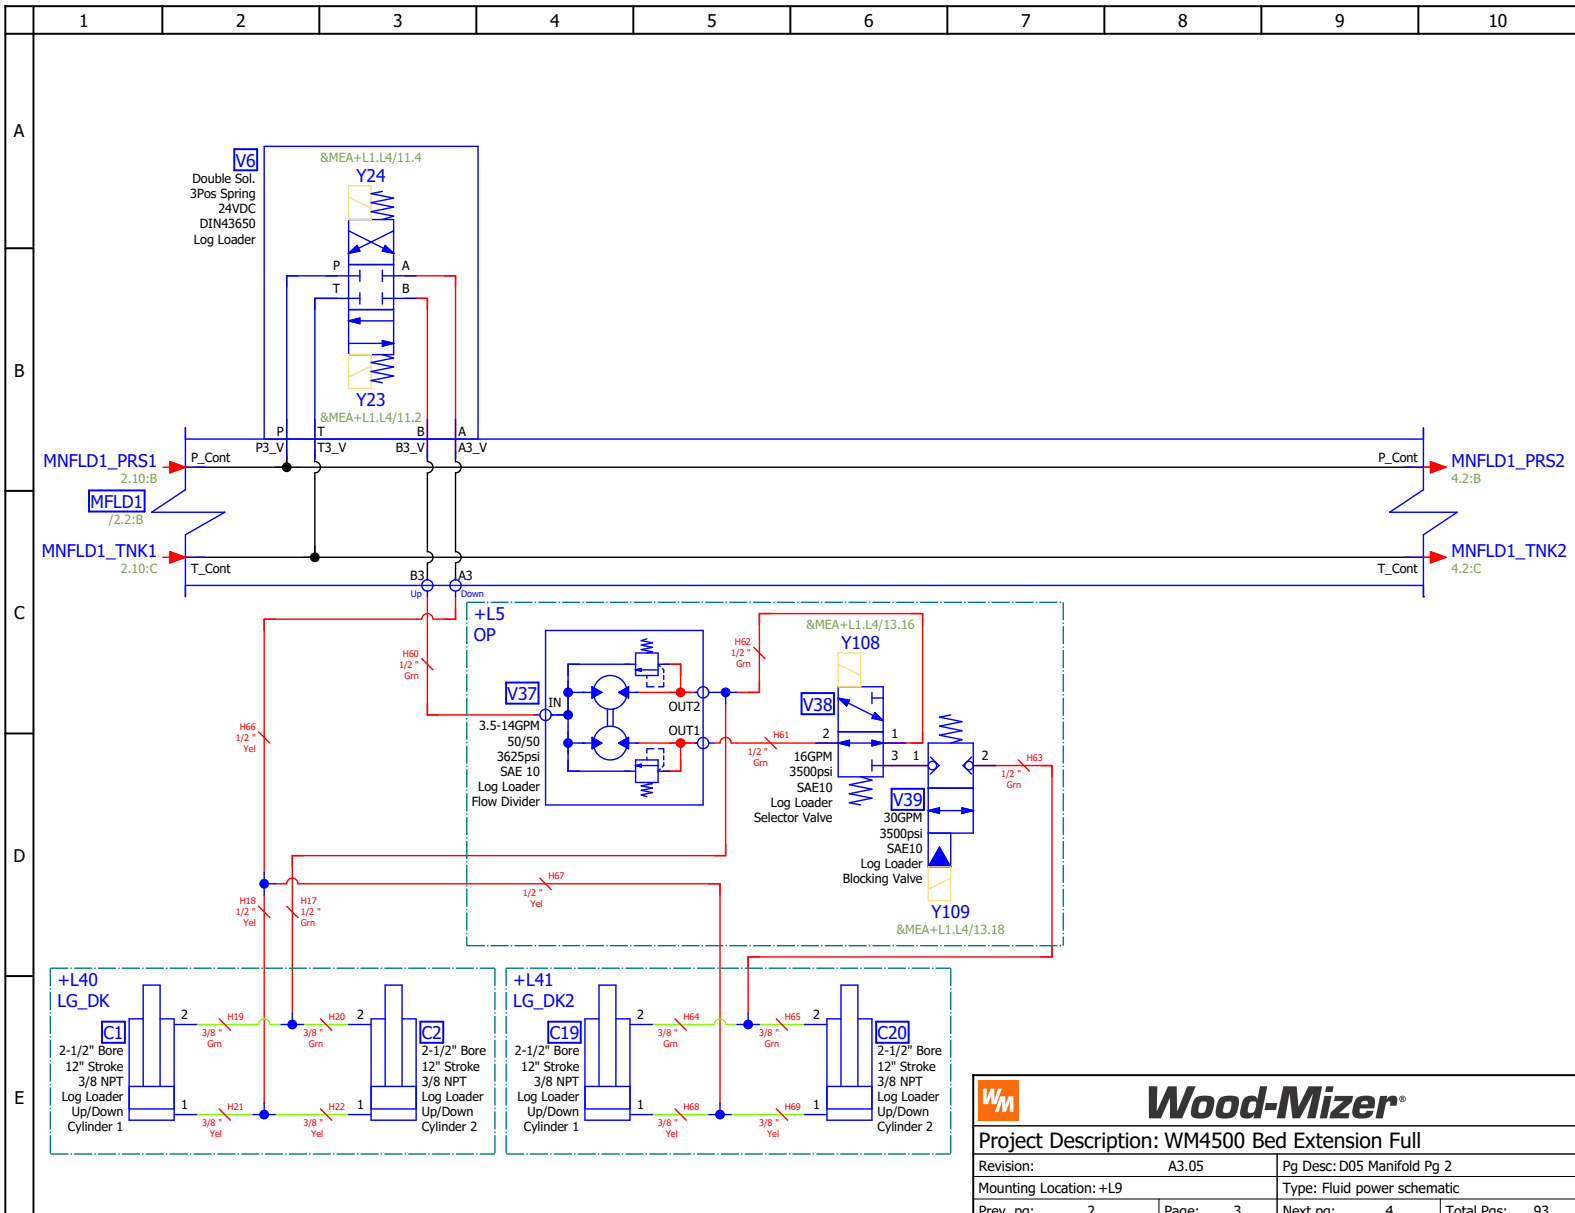 1 2 3 4 5 6 7 8 9 10
A
B
C
D
E
V6
Double Sol.
3Pos Spring
24VDC
DIN43650
Log Loader
&MEA+L1.L4/11.4
Y24
P A
T B
Y23
&MEA+L1.L4/11.2
P T B A
P3_V T3_V B3_V A3_V
MNFLD1_PRS1
2.10:B
P_Cont
P_Cont
MNFLD1_PRS2
4.2:B
MFLD1
/2.2:B
MNFLD1_TNK1
2.10:C
T_Cont
T_Cont
MNFLD1_TNK2
4.2:C
B3 A3
Up Down
+L5
OP
H60
1/2 "
Grn
H66
1/2 "
Yel
V37
IN
3.5-14GPM
50/50
3625psi
SAE 10
Log Loader
Flow Divider
OUT2
OUT1
H62
1/2 "
Grn
H61
1/2 "
Grn
&MEA+L1.L4/13.16
Y108
V38
2 1
3
16GPM
3500psi
SAE10
Log Loader
Selector Valve
1 2
H63
1/2 "
Grn
V39
30GPM
3500psi
SAE10
Log Loader
Blocking Valve
Y109
&MEA+L1.L4/13.18
H67
1/2 "
Yel
H18
1/2 "
Yel
H17
1/2 "
Grn
+L40
LG_DK
C1
2-1/2" Bore
12" Stroke
3/8 NPT
Log Loader
Up/Down
Cylinder 1
2
1
H19
3/8 "
Grn
H20
3/8 "
Grn
H21
3/8 "
Yel
H22
3/8 "
Yel
2
1
C2
2-1/2" Bore
12" Stroke
3/8 NPT
Log Loader
Up/Down
Cylinder 2
+L41
LG_DK2
C19
2-1/2" Bore
12" Stroke
3/8 NPT
Log Loader
Up/Down
Cylinder 1
2
1
H64
3/8 "
Grn
H65
3/8 "
Grn
H68
3/8 "
Yel
H69
3/8 "
Yel
2
1
C20
2-1/2" Bore
12" Stroke
3/8 NPT
Log Loader
Up/Down
Cylinder 2
WM
Wood-Mizer®
Project Description: WM4500 Bed Extension Full
Revision: A3.05 Pg Desc: D05 Manifold Pg 2
Mounting Location: +L9 Type: Fluid power schematic
Prev. pg: 2 Page: 3 Next pg: 4 Total Pgs: 93